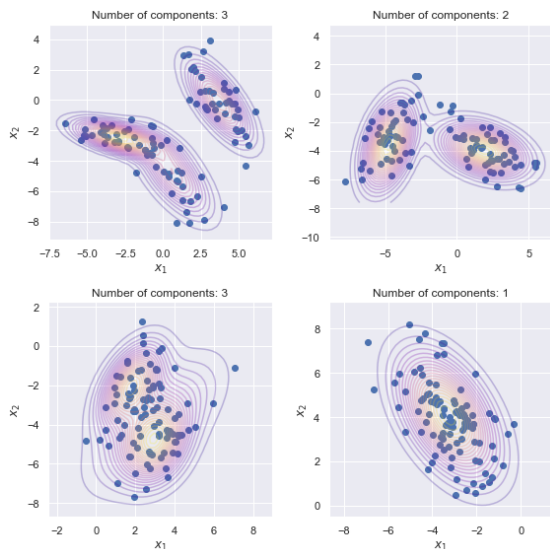 Number of components: 3
4
2
0
−2
−4
−6
−8
x2
−7.5 −5.0 −2.5 0.0 2.5 5.0
x1
Number of components: 2
4
2
0
−2
−4
−6
−8
−10
x2
−5 0 5
x1
Number of components: 3
2
0
−2
−4
−6
−8
x2
−2 0 2 4 6 8
x1
Number of components: 1
8
6
4
2
0
x2
−8 −6 −4 −2 0
x1